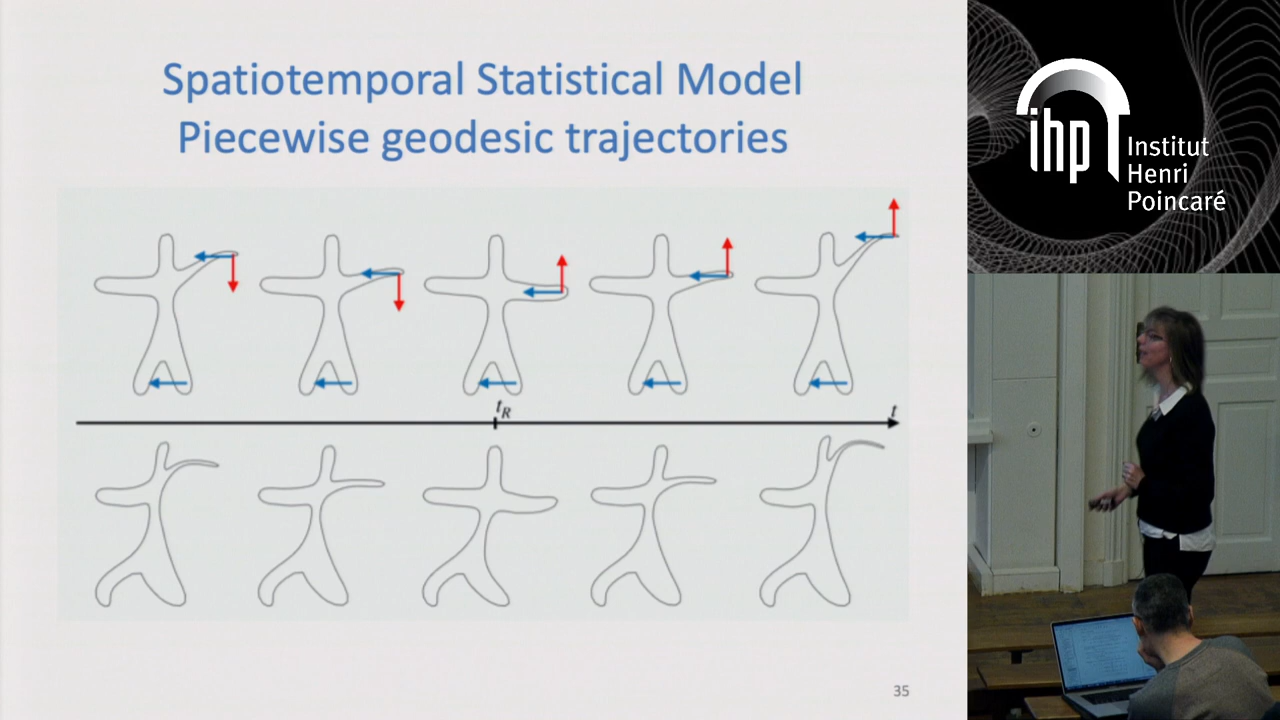 Spatiotemporal Statistical Model
Piecewise geodesic trajectories
t_R
t
35
ihp
Institut
Henri
Poincaré